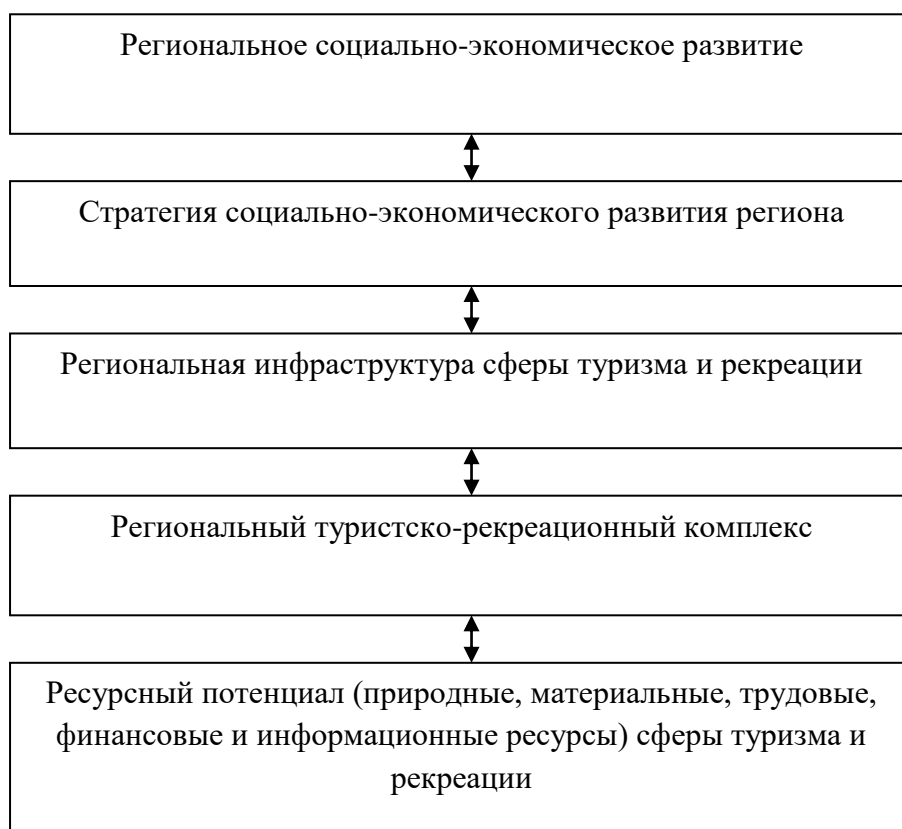 Региональное социально-экономическое развитие
Стратегия социально-экономического развития региона
Региональная инфраструктура сферы туризма и рекреации
Региональный туристско-рекреационный комплекс
Ресурсный потенциал (природные, материальные, трудовые,
финансовые и информационные ресурсы) сферы туризма и
рекреации